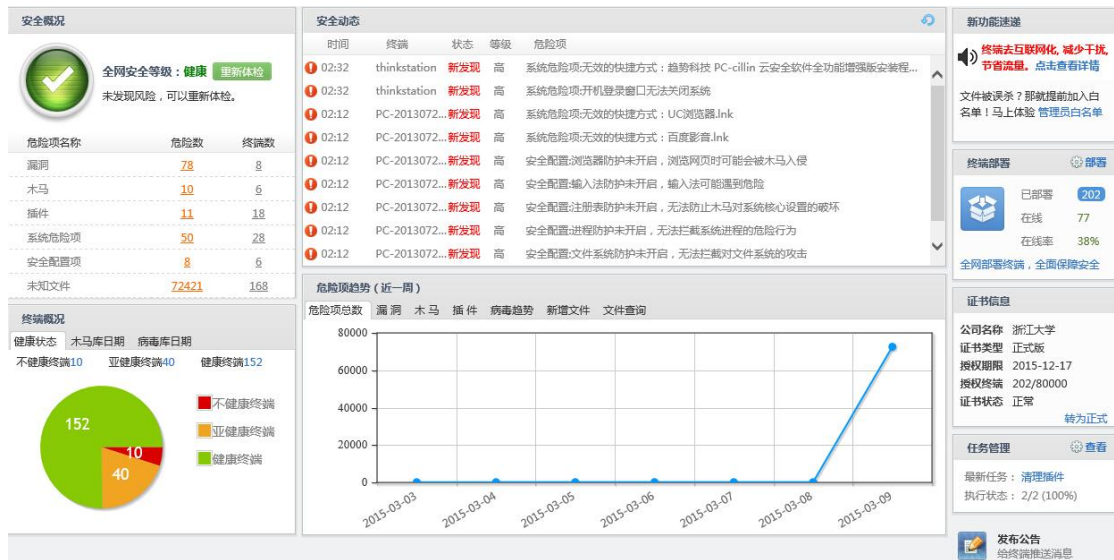 安全概况
全网安全等级：健康 重新体检
未发现风险，可以重新体检。
危险项名称 危险数 终端数
漏洞 78 8
木马 10 6
插件 11 18
系统危险项 50 28
安全配置项 8 6
未知文件 72421 168
终端概况
健康状态 木马库日期 病毒库日期
不健康终端10 亚健康终端40 健康终端152
152
10
40
不健康终端
亚健康终端
健康终端
安全动态
时间 终端 状态 等级 危险项
02:32 thinkstation 新发现 高 系统危险项:无效的快捷方式：趋势科技 PC-cillin 云安全软件全功能增强版安装程...
02:32 thinkstation 新发现 高 系统危险项:开机登录窗口无法关闭系统
02:12 PC-2013072... 新发现 高 系统危险项:无效的快捷方式：UC浏览器.lnk
02:12 PC-2013072... 新发现 高 系统危险项:无效的快捷方式：百度影音.lnk
02:12 PC-2013072... 新发现 高 安全配置:浏览器防护未开启，浏览网页时可能会被木马入侵
02:12 PC-2013072... 新发现 高 安全配置:输入法防护未开启，输入法可能遇到危险
02:12 PC-2013072... 新发现 高 安全配置:注册表防护未开启，无法防止木马对系统核心设置的破坏
02:12 PC-2013072... 新发现 高 安全配置:进程防护未开启，无法拦截系统进程的危险行为
02:12 PC-2013072... 新发现 高 安全配置:文件系统防护未开启，无法拦截对文件系统的攻击
危险项趋势（近一周）
危险项总数 漏洞 木马 插件 病毒趋势 新增文件 文件查询
80000
60000
40000
20000
0
2015-03-03 2015-03-04 2015-03-05 2015-03-06 2015-03-07 2015-03-08 2015-03-09
新功能速递
终端去互联网化, 减少干扰,
节省流量。点击查看详情
文件被误杀？那就提前加入白
名单！马上体验 管理员白名单
终端部署 部署
已部署 202
在线 77
在线率 38%
全网部署终端，全面保障安全
证书信息
公司名称 浙江大学
证书类型 正式版
授权期限 2015-12-17
授权终端 202/80000
证书状态 正常
转为正式
任务管理 查看
最新任务： 清理插件
执行状态： 2/2 (100%)
发布公告
给终端推送消息